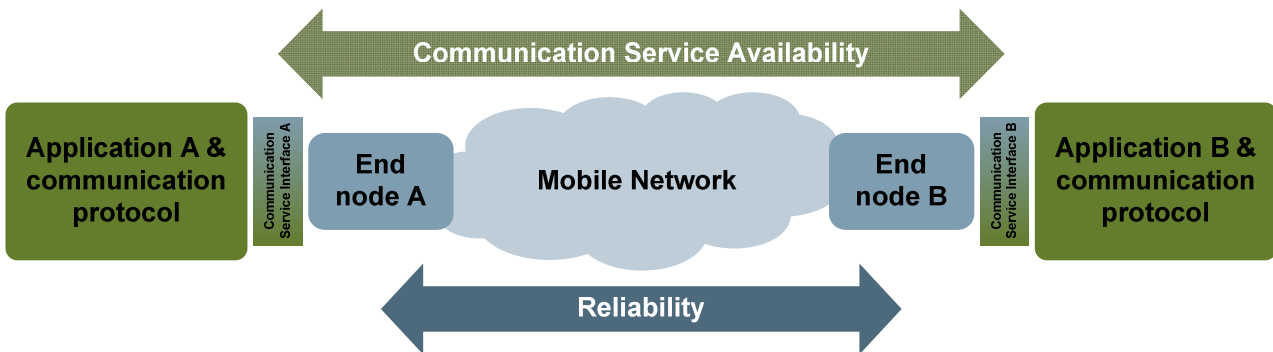 Communication Service Availability
Application A &
communication
protocol
Communication
Service Interface A
End
node A
Mobile Network
End
node B
Communication
Service Interface B
Application B &
communication
protocol
Reliability